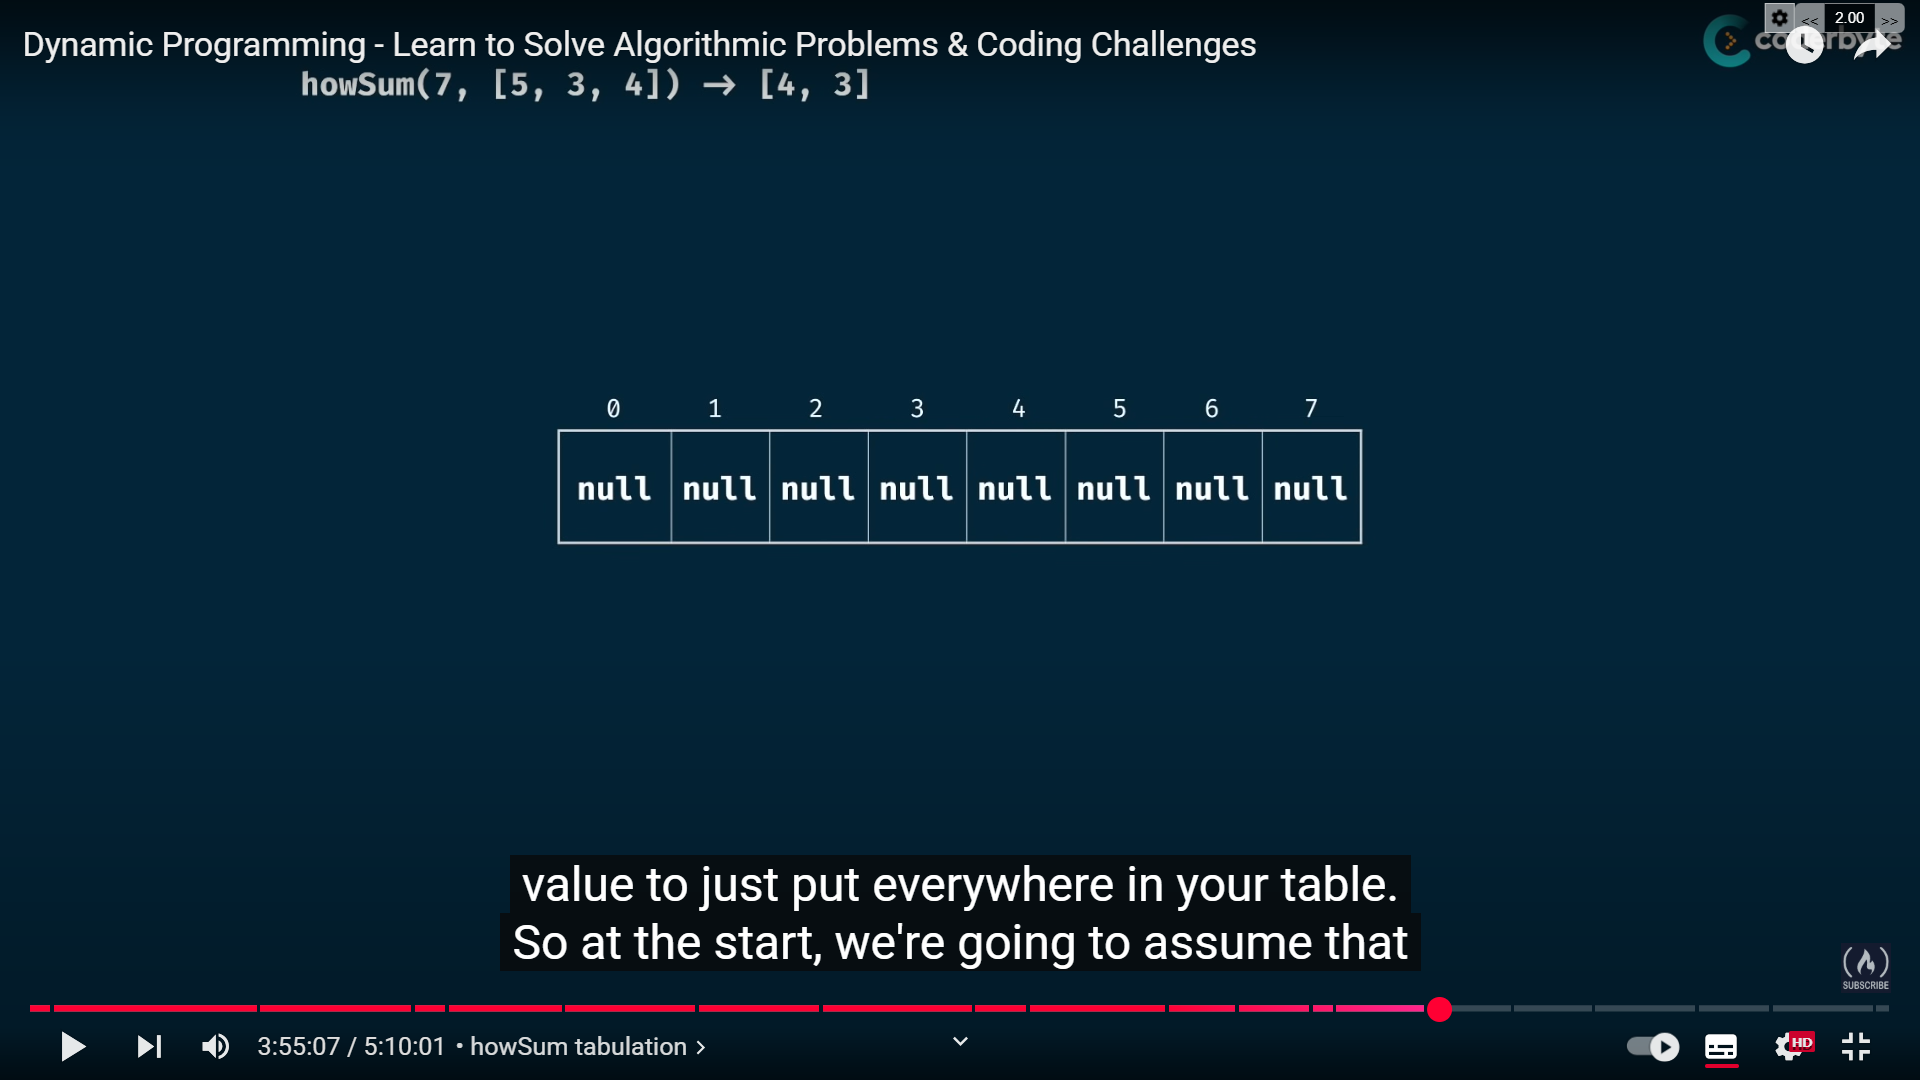 Dynamic Programming - Learn to Solve Algorithmic Problems & Coding Challenges
<< 2.00 >>
howSum(7, [5, 3, 4]) → [4, 3]
0 1 2 3 4 5 6 7
null null null null null null null null
value to just put everywhere in your table.
So at the start, we're going to assume that
SUBSCRIBE
3:55:07 / 5:10:01 • howSum tabulation >
HD